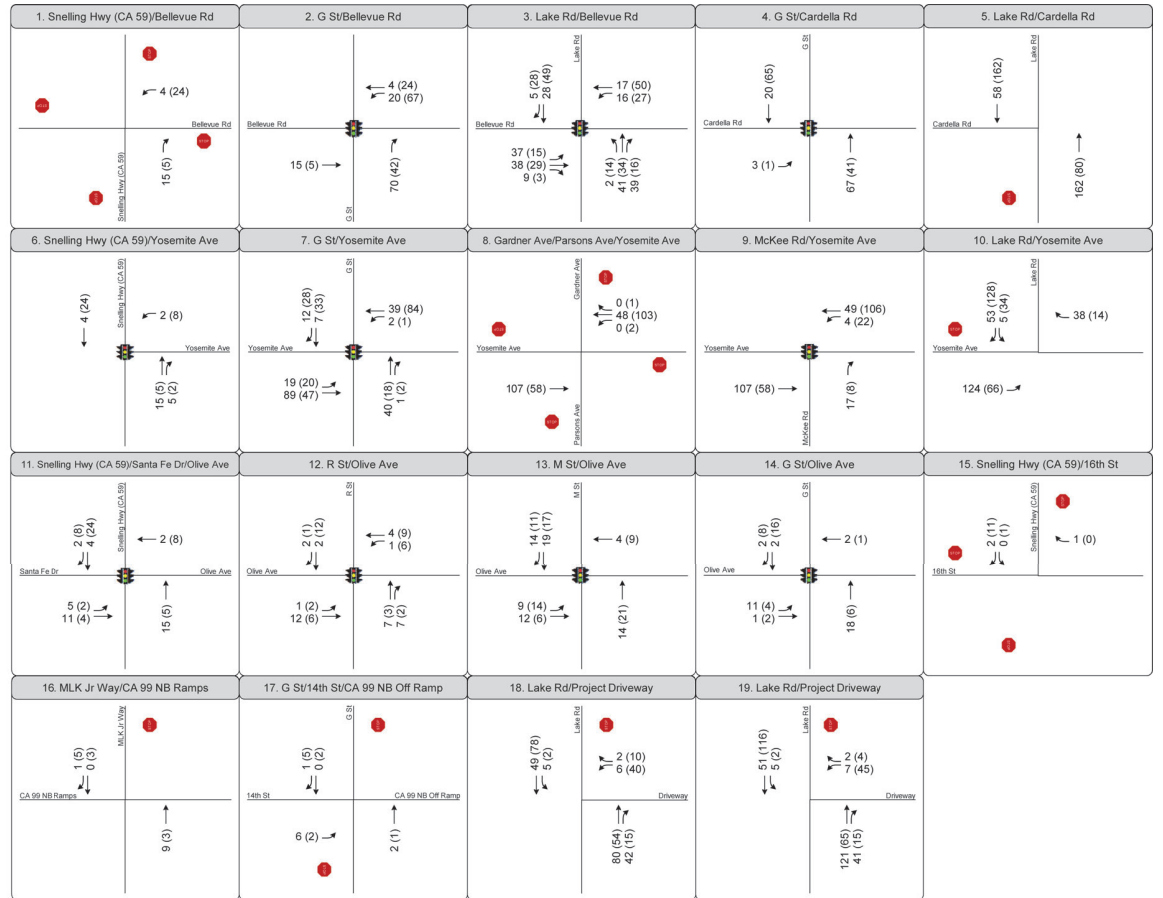 1. Snelling Hwy (CA 59)/Bellevue Rd
STOP
4 (24)
STOP
Bellevue Rd
STOP
15 (5)
STOP
Snelling Hwy (CA 59)
2. G St/Bellevue Rd
4 (24)
20 (67)
Bellevue Rd
15 (5)
70 (42)
G St
3. Lake Rd/Bellevue Rd
Lake Rd
5 (28)
28 (49)
17 (50)
16 (27)
Bellevue Rd
37 (15)
38 (29)
9 (3)
2 (14)
41 (34)
39 (16)
4. G St/Cardella Rd
G St
20 (65)
Cardella Rd
3 (1)
67 (41)
5. Lake Rd/Cardella Rd
Lake Rd
58 (162)
Cardella Rd
162 (80)
STOP
6. Snelling Hwy (CA 59)/Yosemite Ave
Snelling Hwy (CA 59)
4 (24)
2 (8)
Yosemite Ave
15 (5)
5 (2)
7. G St/Yosemite Ave
G St
12 (28)
7 (33)
39 (84)
2 (1)
Yosemite Ave
19 (20)
89 (47)
40 (18)
1 (2)
8. Gardner Ave/Parsons Ave/Yosemite Ave
Gardner Ave
STOP
0 (1)
48 (103)
0 (2)
STOP
Yosemite Ave
STOP
107 (58)
STOP
Parsons Ave
9. McKee Rd/Yosemite Ave
49 (106)
4 (22)
Yosemite Ave
107 (58)
17 (8)
McKee Rd
10. Lake Rd/Yosemite Ave
Lake Rd
53 (128)
5 (34)
38 (14)
STOP
Yosemite Ave
124 (66)
11. Snelling Hwy (CA 59)/Santa Fe Dr/Olive Ave
Snelling Hwy (CA 59)
2 (8)
4 (24)
2 (8)
Santa Fe Dr
Olive Ave
5 (2)
11 (4)
15 (5)
12. R St/Olive Ave
R St
2 (1)
2 (12)
4 (9)
1 (6)
Olive Ave
1 (2)
12 (6)
7 (3)
7 (2)
13. M St/Olive Ave
M St
14 (11)
19 (17)
4 (9)
Olive Ave
9 (14)
12 (6)
14 (21)
14. G St/Olive Ave
G St
2 (8)
2 (16)
2 (1)
Olive Ave
11 (4)
1 (2)
18 (6)
15. Snelling Hwy (CA 59)/16th St
Snelling Hwy (CA 59)
STOP
2 (11)
0 (1)
1 (0)
STOP
16th St
STOP
16. MLK Jr Way/CA 99 NB Ramps
MLK Jr Way
STOP
1 (5)
0 (3)
CA 99 NB Ramps
9 (3)
17. G St/14th St/CA 99 NB Off Ramp
G St
STOP
1 (5)
0 (2)
14th St
CA 99 NB Off Ramp
6 (2)
2 (1)
STOP
18. Lake Rd/Project Driveway
Lake Rd
STOP
49 (78)
5 (2)
2 (10)
6 (40)
Driveway
80 (54)
42 (15)
19. Lake Rd/Project Driveway
Lake Rd
STOP
51 (116)
5 (2)
2 (4)
7 (45)
Driveway
121 (65)
41 (15)